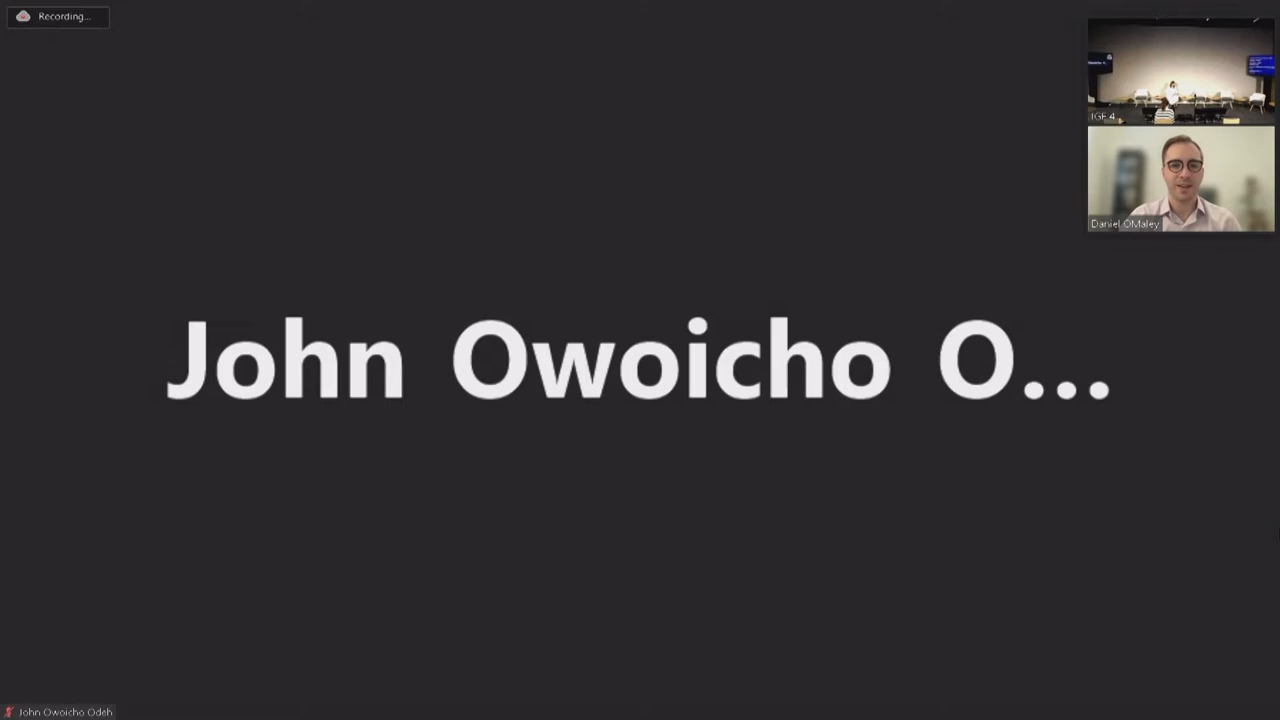 Recording...
IGF 4
Daniel OMaley
John Owoicho O...
John Owoicho Odeh